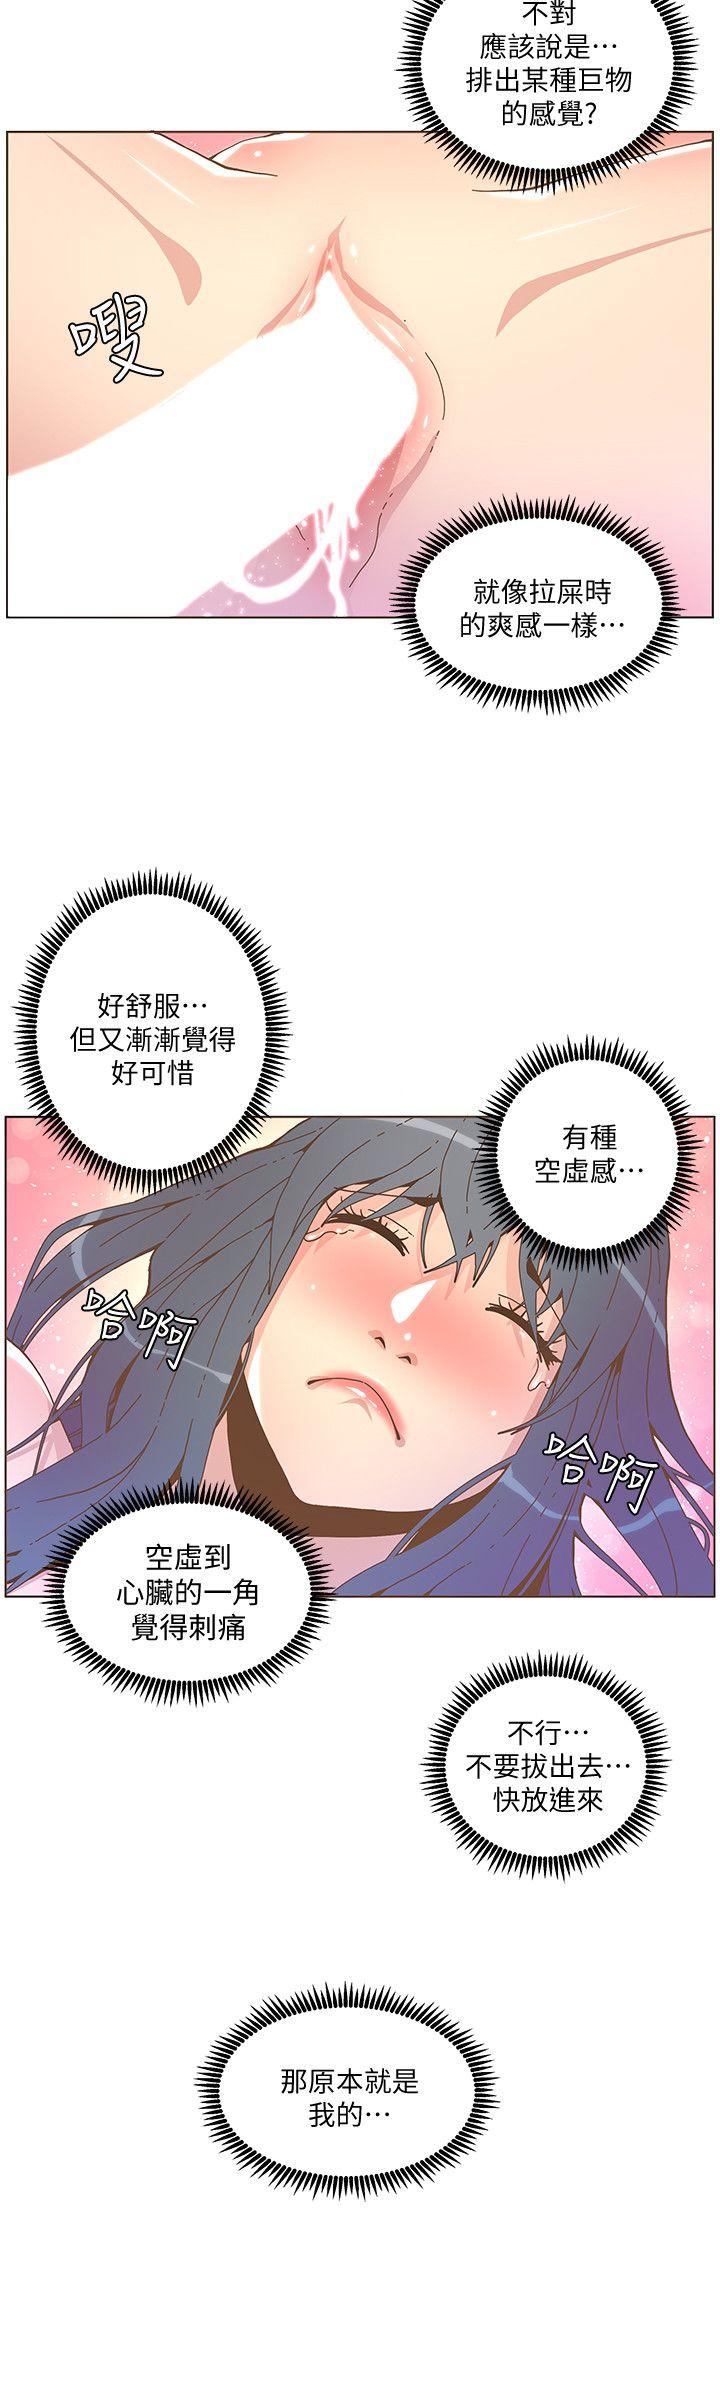 不對
應該說是…
排出某種巨物
的感覺?
嗖
就像拉屎時
的爽感一樣…
好舒服…
但又漸漸覺得
好可惜
有種
空虛感…
哈啊
哈啊
空虛到
心臟的一角
覺得刺痛
不行…
不要拔出去…
快放進來
那原本就是
我的…